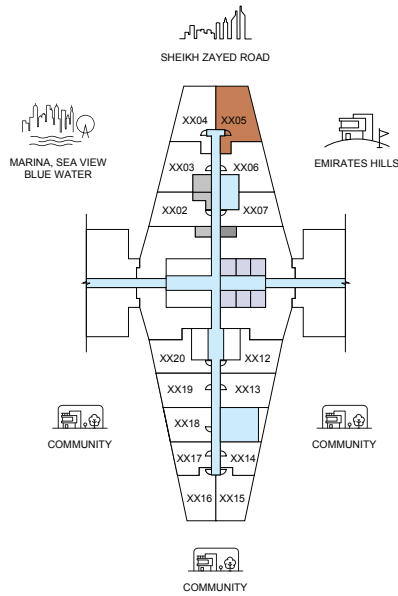 SHEIKH ZAYED ROAD
XX04 XX05
MARINA, SEA VIEW
BLUE WATER
EMIRATES HILLS
XX03 XX06
XX02 XX07
XX20 XX12
XX19 XX13
XX18
XX17 XX14
XX16 XX15
COMMUNITY
COMMUNITY
COMMUNITY